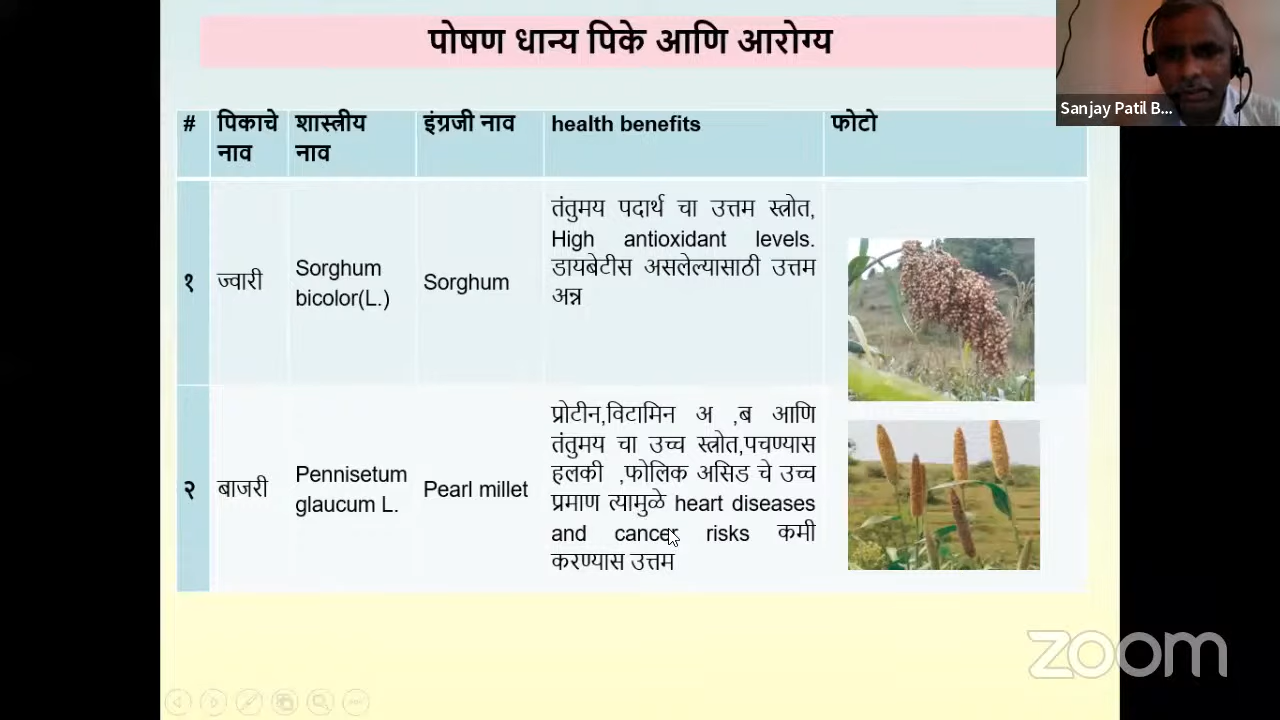 पोषण धान्य पिके आणि आरोग्य
Sanjay Patil B...
# पिकाचे नाव शास्त्रीय नाव इंग्रजी नाव health benefits फोटो
१ ज्वारी Sorghum bicolor(L.) Sorghum
तंतुमय पदार्थ चा उत्तम स्त्रोत,
High antioxidant levels.
डायबेटीस असलेल्यासाठी उत्तम
अन्न
२ बाजरी Pennisetum glaucum L. Pearl millet
प्रोटीन,विटामिन अ ,ब आणि
तंतुमय चा उच्च स्त्रोत,पचण्यास
हलकी ,फोलिक असिड चे उच्च
प्रमाण त्यामुळे heart diseases
and cancer risks कमी
करण्यास उत्तम
zoom